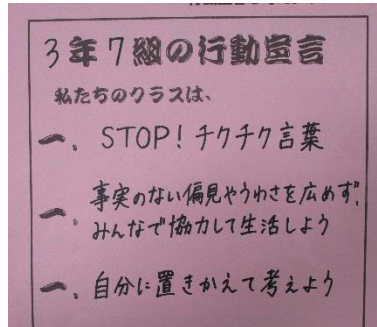 3年7組の行動宣言
私たちのクラスは、
一、STOP!チクチク言葉
一、事実のない偏見やうわさを広めず、
みんなで協力して生活しよう
一、自分に置きかえて考えよう